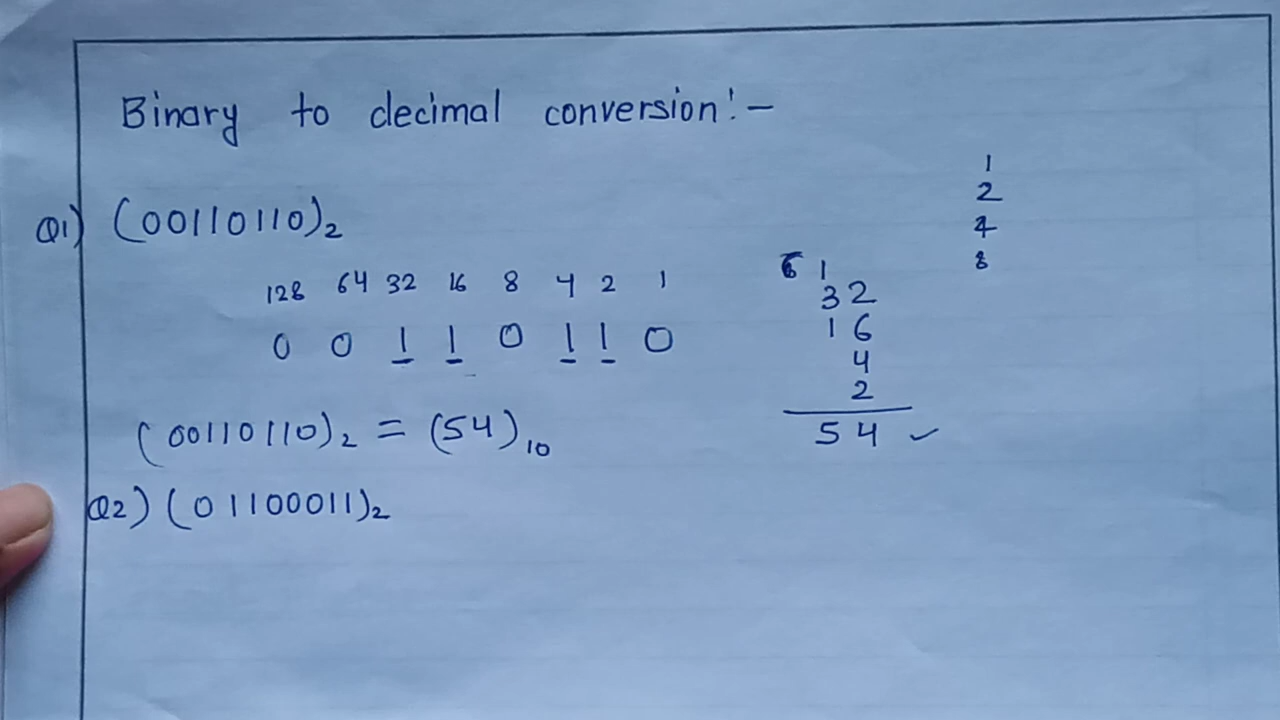 Binary to decimal conversion:-
Q1) (00110110)2
128 64 32 16 8 4 2 1
0 0 1 1 0 1 1 0
(00110110)2 = (54)10
Q2) (01100011)2
1
32
16
4
2
54 ✓
1
2
4
8